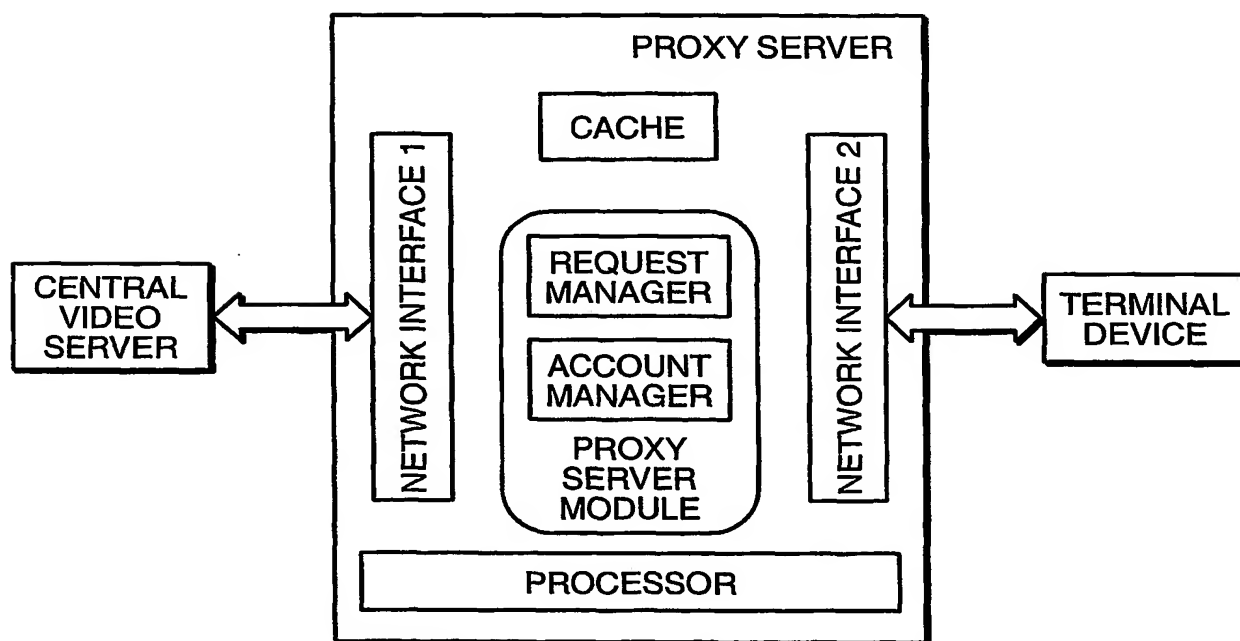 PROXY SERVER
CACHE
NETWORK INTERFACE 1
NETWORK INTERFACE 2
REQUEST
MANAGER
ACCOUNT
MANAGER
PROXY
SERVER
MODULE
CENTRAL
VIDEO
SERVER
TERMINAL
DEVICE
PROCESSOR